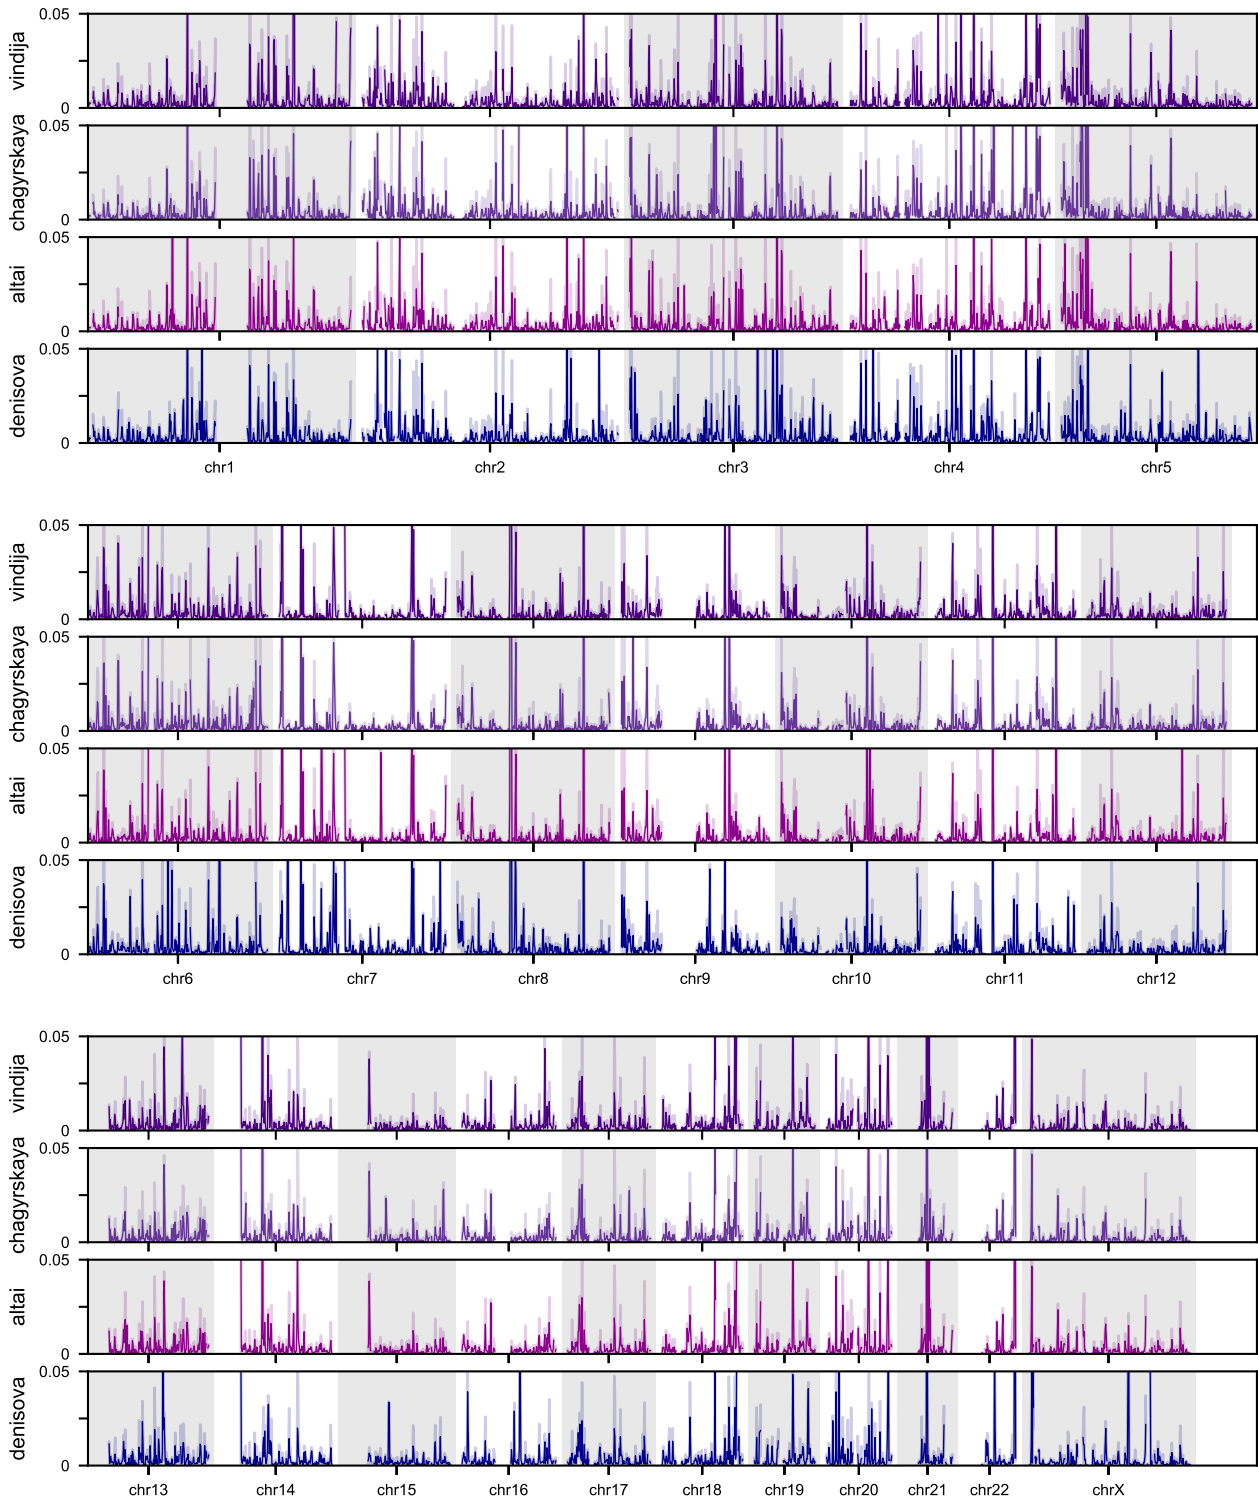 0.05
vindija
0
0.05
chagyrskaya
0
0.05
altai
0
0.05
denisova
0
chr1 chr2 chr3 chr4 chr5
0.05
vindija
0
0.05
chagyrskaya
0
0.05
altai
0
0.05
denisova
0
chr6 chr7 chr8 chr9 chr10 chr11 chr12
0.05
vindija
0
0.05
chagyrskaya
0
0.05
altai
0
0.05
denisova
0
chr13 chr14 chr15 chr16 chr17 chr18 chr19 chr20 chr21 chr22 chrX